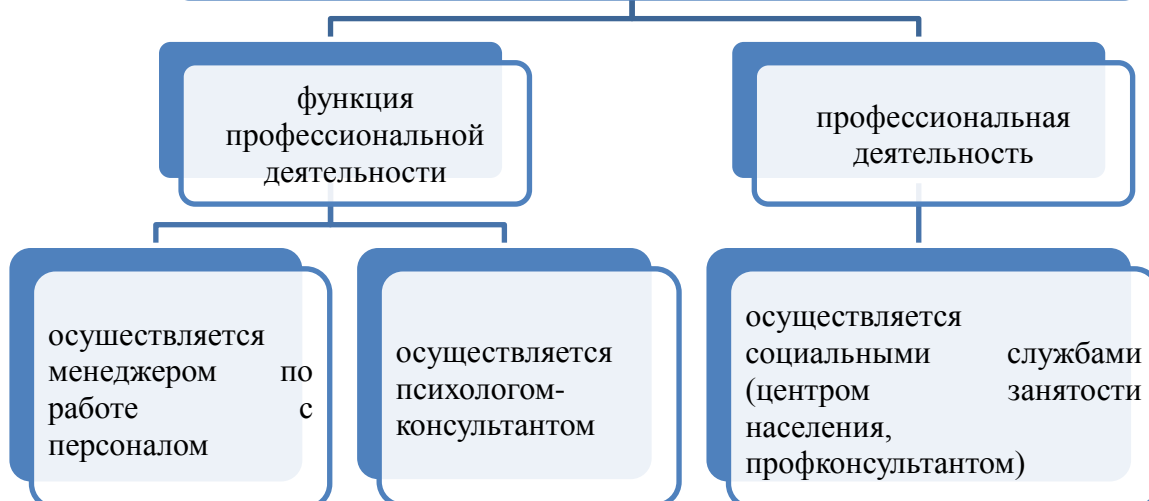 функция
профессиональной
деятельности
профессиональная
деятельность
осушествляется
менеджером по
работе с
персоналом
осуществляется
психологом-
консультантом
осуществляется
социальными службами
(центром занятости
населения,
профконсультантом)